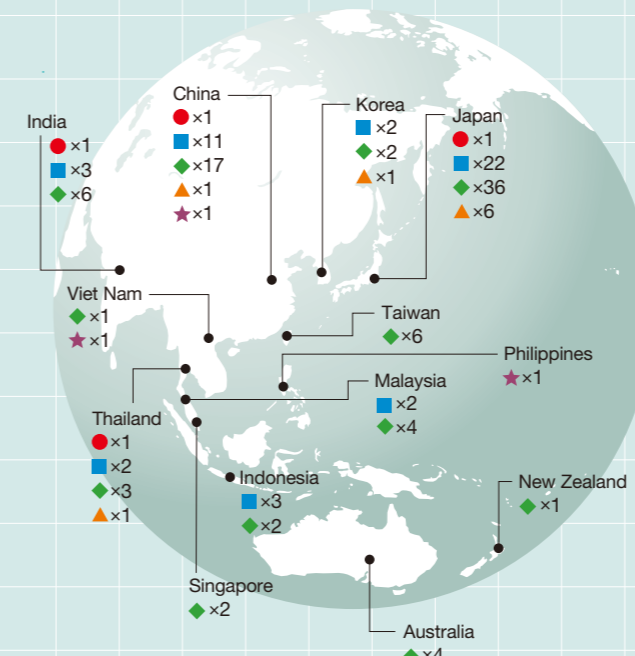 India
×1
×3
×6
China
×1
×11
×17
×1
×1
Korea
×2
×2
×1
Japan
×1
×22
×36
×6
Viet Nam
×1
×1
Taiwan
×6
Philippines
×1
Malaysia
×2
×4
Thailand
×1
×2
×3
×1
Indonesia
×3
×2
New Zealand
×1
Singapore
×2
Australia
×4